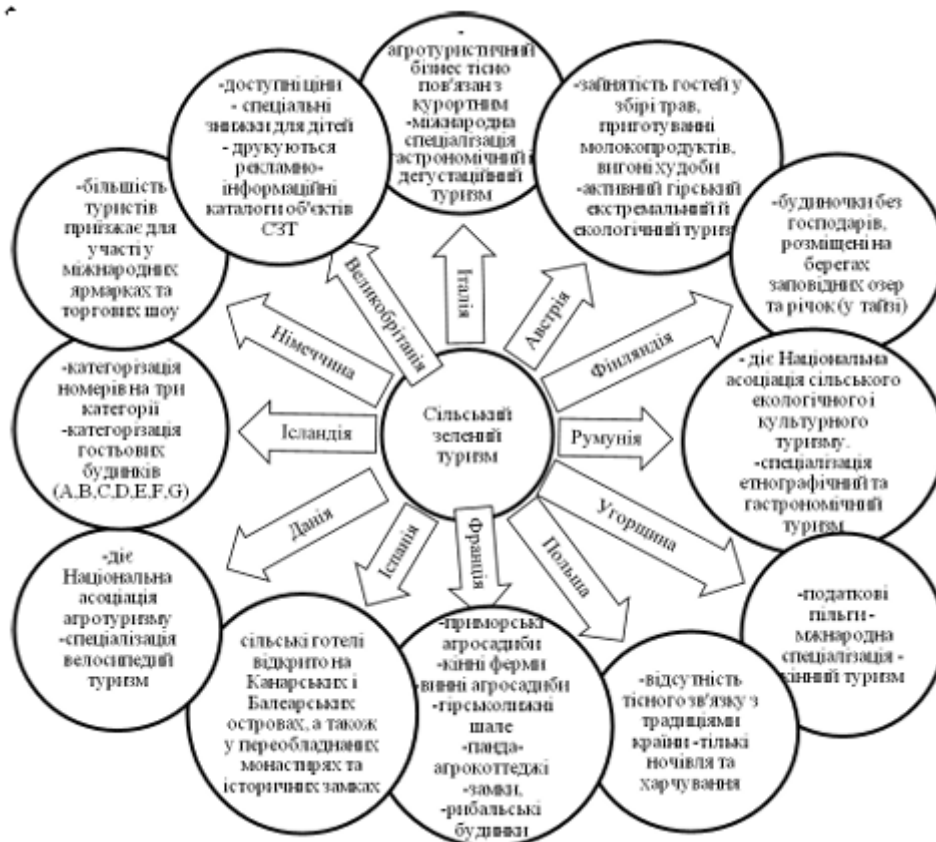 -
агротуристичний
бізнес тісно
пов'язан з
курортним
-міжнародна
спеціалізація
гастрономічний і
дегустаційний
туризм
-зайнятість гостей у
збірі трав,
приготуванні
молокопродуктів,
вигоні худоби
-активний гірський
екстремальний й
екологічний туризм
-будиночки без
господарів,
розміщені на
берегах
заповідних озер
та річок (у тайзі)
- діє Національна
асоціація сільського
екологічного і
культурного
туризму.
-спеціалізація
етнографічний та
гастрономічний
туризм
-податкові
пільги -
мжнародна
спеціалізація -
кінний туризм
-відсутність
тісного зв'язку з
традиціями
країни -тількі
ночівля та
харчування
-приморські
агросадиби
-кінні ферми
-винні агросадиби
-гірськолижні
шале
-панда-
агрокоттеджі
-замки,
-рибальські
будинки
сільські готелі
відкрито на
Канарських і
Балеарських
островах, а також
у переобладнаних
монастирях та
історичних замках
-діє
Національна
асоціація
агротуризму
-спеціалізація
велосипедий
туризм
-категорізація
номерів на три
категорії
-категорізація
гостьових
будинків
(A,B,C,D,E,F,G)
-більшість
туристів
приїзжає для
участі у
міжнародних
ярмарках та
торгових шоу
-доступні ціни
- спеціальні
знижки для дітей
- друкуються
рекламно-
інформаційні
каталоги об'єктів
СЗТ
Італія
Австрія
Фінляндія
Румунія
Угорщина
Польша
Франція
Іспанія
Данія
Ісландія
Німеччина
Великобрітанія
Сільський
зелений
туризм